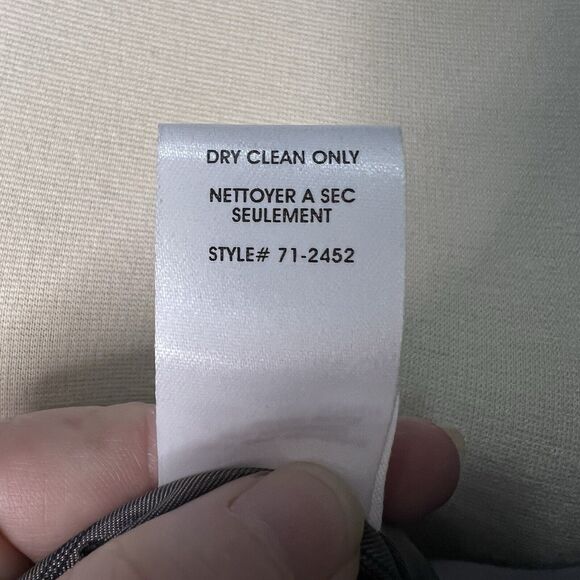 DRY CLEAN ONLY
NETTOYER A SEC
SEULEMENT
STYLE# 71-2452